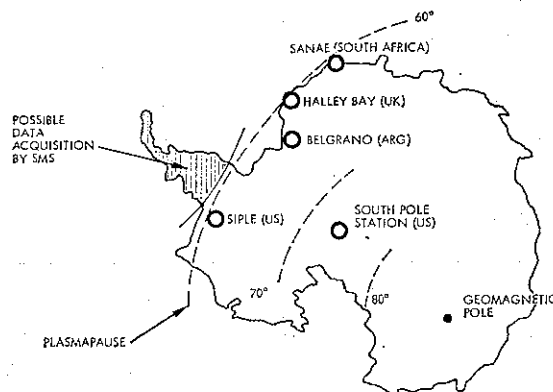 60°
SANAE (SOUTH AFRICA)
HALLEY BAY (UK)
BELGRANO (ARG)
POSSIBLE
DATA
ACQUISITION
BY SMS
SIPLE (US)
SOUTH POLE
STATION (US)
70°
80°
GEOMAGNETIC
POLE
PLASMAPAUSE